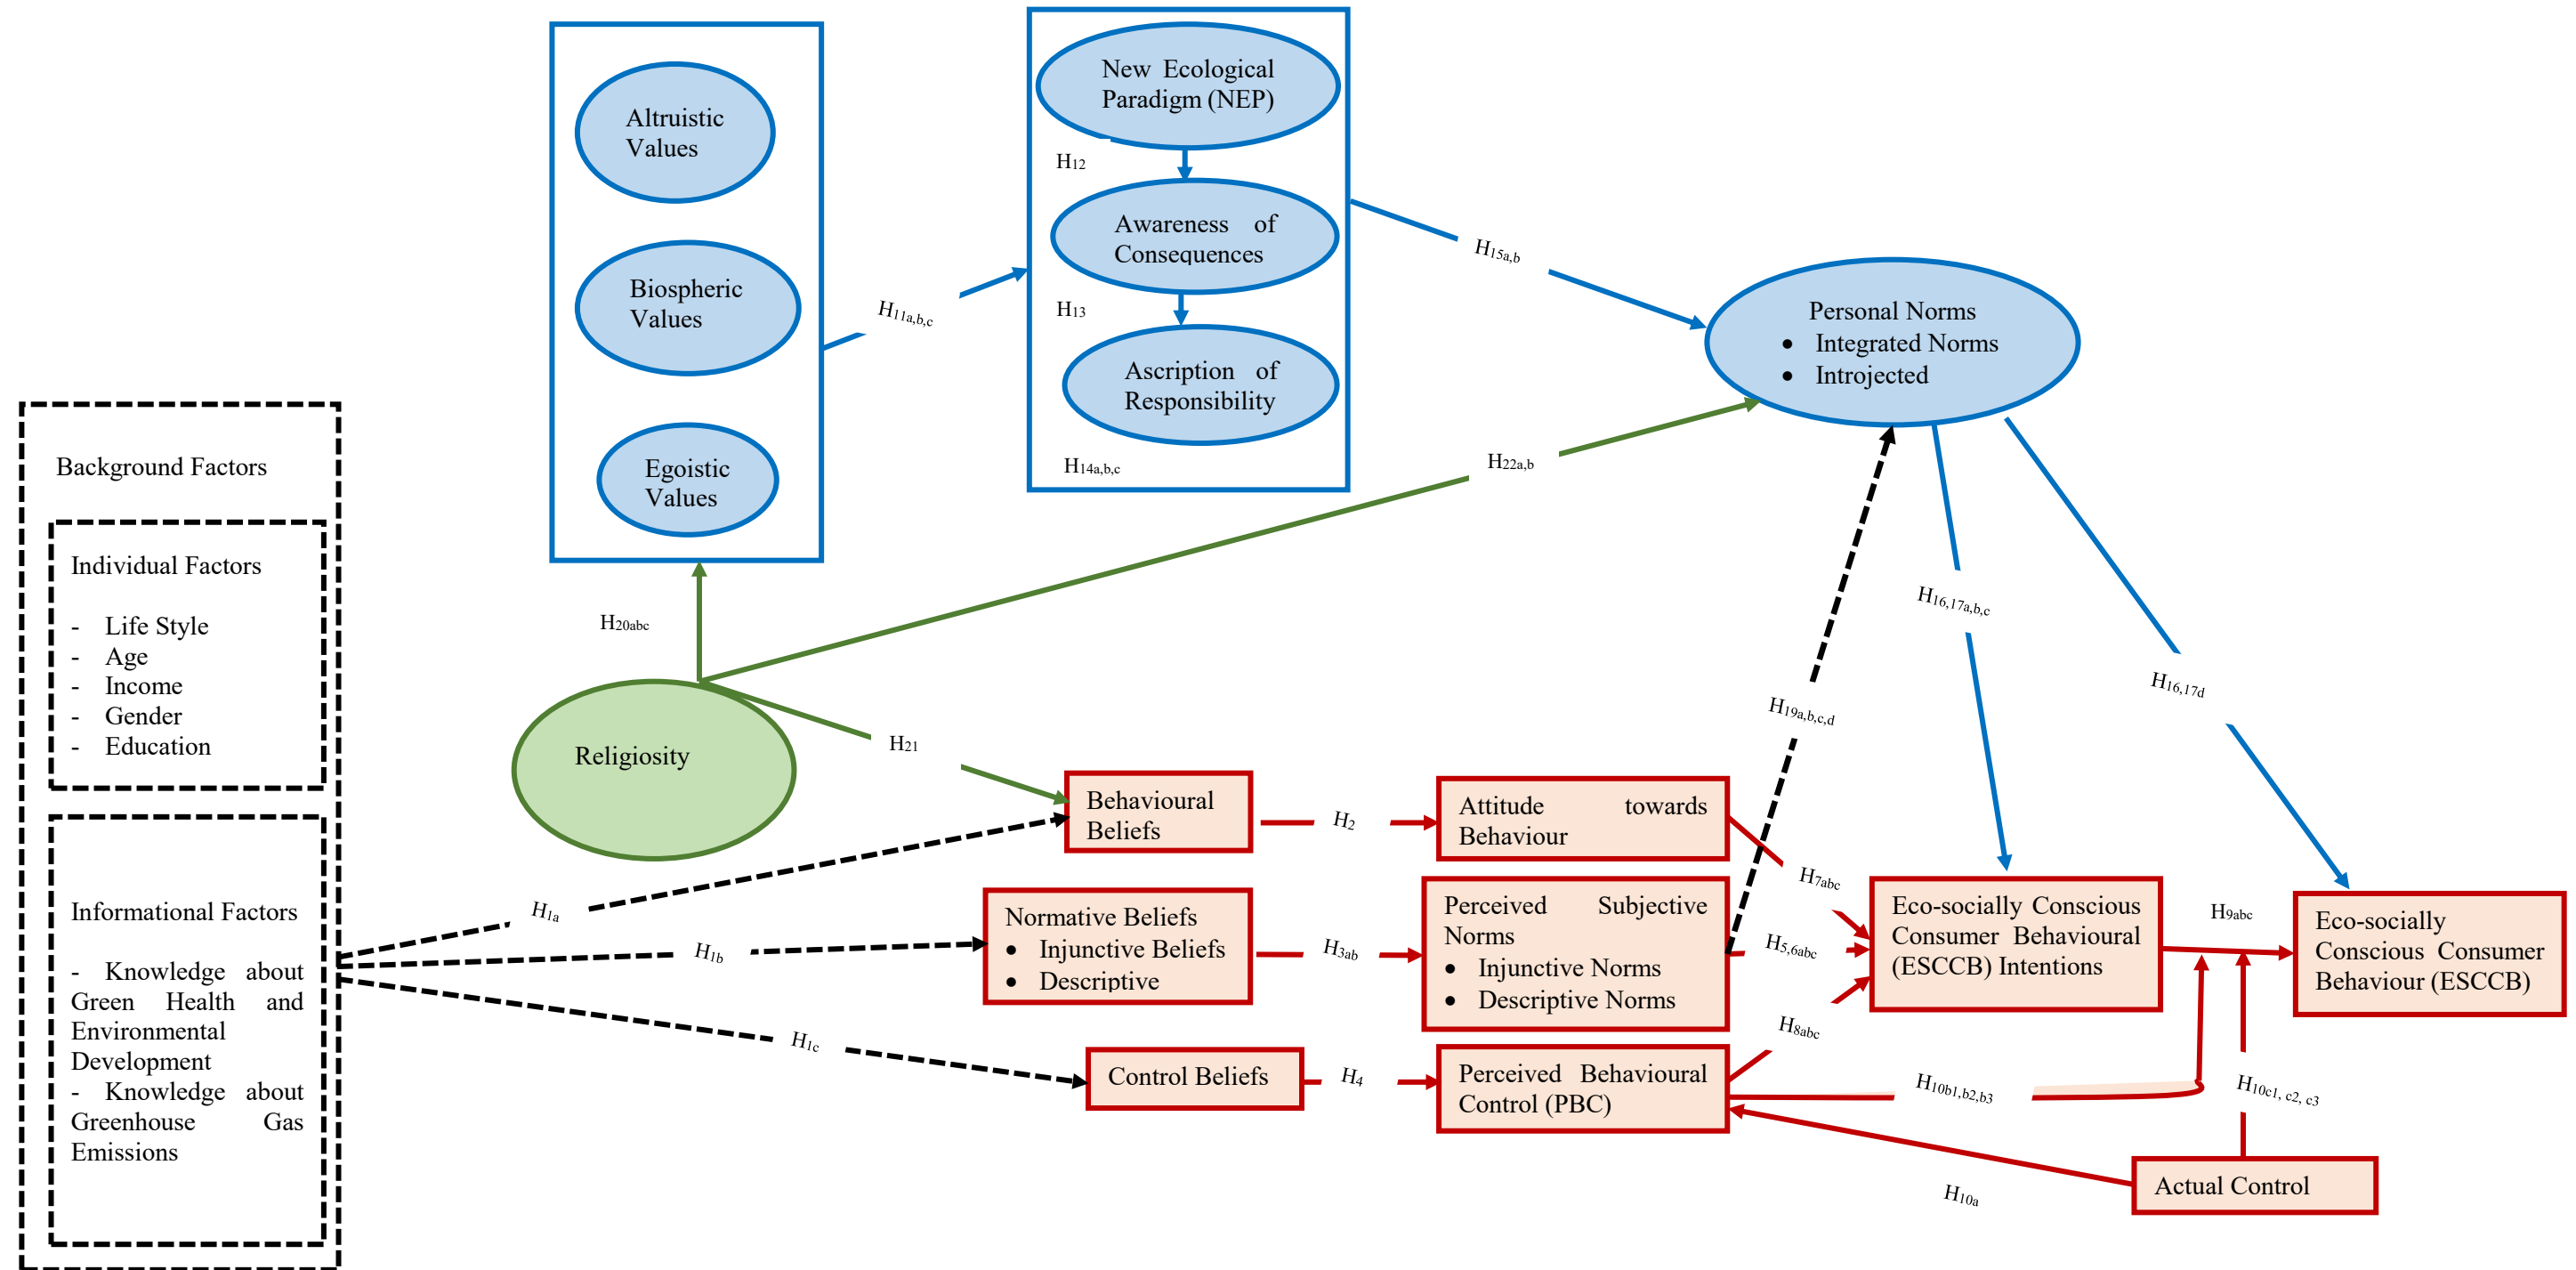 Background Factors
Individual Factors
- Life Style
- Age
- Income
- Gender
- Education
Informational Factors
- Knowledge about
Green Health and
Environmental
Development
- Knowledge about
Greenhouse Gas
Emissions
Altruistic
Values
Biospheric
Values
Egoistic
Values
H11a,b,c
New Ecological
Paradigm (NEP)
H12
Awareness of
Consequences
H13
Ascription of
Responsibility
H14a,b,c
H15a,b
Personal Norms
• Integrated Norms
• Introjected
H22a,b
H20abc
H16,17a,b,c
H16,17d
H19a,b,c,d
Religiosity
H21
H1a
H1b
H1c
Behavioural
Beliefs
H2
Attitude towards
Behaviour
H7abc
Normative Beliefs
• Injunctive Beliefs
• Descriptive
H3ab
Perceived Subjective
Norms
• Injunctive Norms
• Descriptive Norms
H5,6abc
Control Beliefs
H4
Perceived Behavioural
Control (PBC)
H8abc
Eco-socially Conscious
Consumer Behavioural
(ESCCB) Intentions
H9abc
Eco-socially
Conscious Consumer
Behaviour (ESCCB)
H10b1,b2,b3
H10c1, c2, c3
H10a
Actual Control